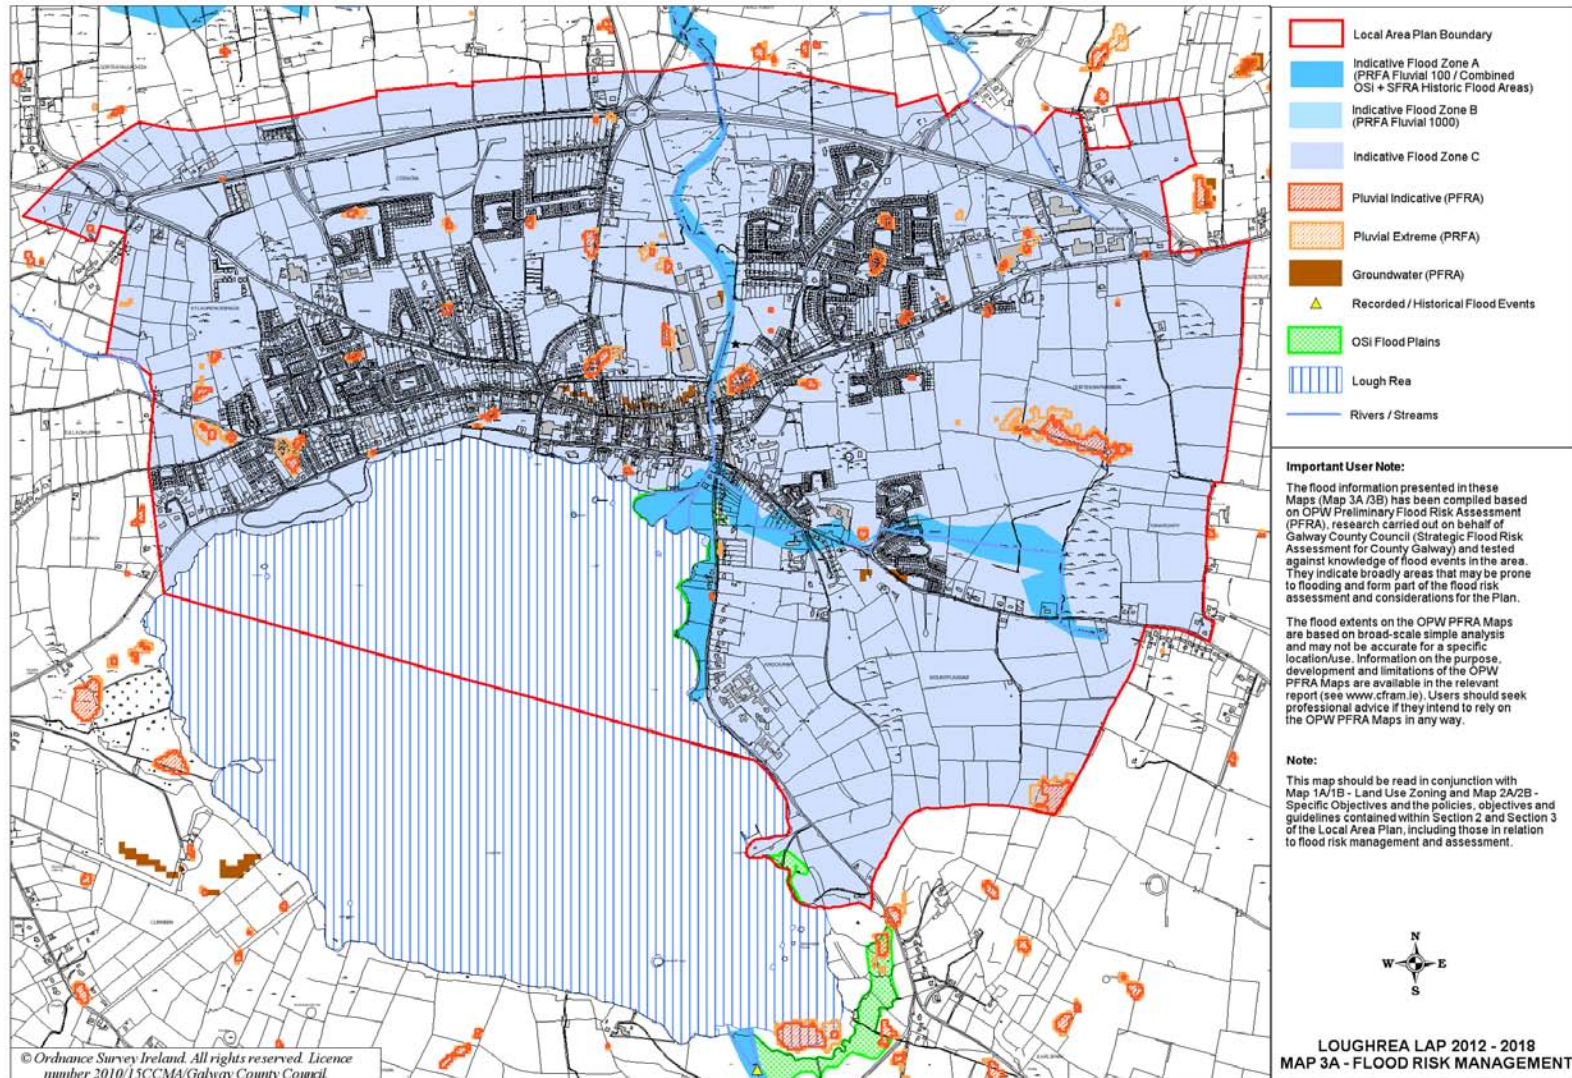 Local Area Plan Boundary
Indicative Flood Zone A
(PRFA Fluvial 100 / Combined
OSi + SFRA Historic Flood Areas)
Indicative Flood Zone B
(PRFA Fluvial 1000)
Indicative Flood Zone C
Pluvial Indicative (PFRA)
Pluvial Extreme (PRFA)
Groundwater (PFRA)
Recorded / Historical Flood Events
OSi Flood Plains
Lough Rea
Rivers / Streams
Important User Note:
The flood information presented in these
Maps (Map 3A /3B) has been compiled based
on OPW Preliminary Flood Risk Assessment
(PFRA), research carried out on behalf of
Galway County Council (Strategic Flood Risk
Assessment for County Galway) and tested
against knowledge of flood events in the area.
They indicate broadly areas that may be prone
to flooding and form part of the flood risk
assessment and considerations for the Plan.
The flood extents on the OPW PFRA Maps
are based on broad-scale simple analysis
and may not be accurate for a specific
location/use. Information on the purpose,
development and limitations of the OPW
PFRA Maps are available in the relevant
report (see www.cfram.ie). Users should seek
professional advice if they intend to rely on
the OPW PFRA Maps in any way.
Note:
This map should be read in conjunction with
Map 1A/1B - Land Use Zoning and Map 2A/2B -
Specific Objectives and the policies, objectives and
guidelines contained within Section 2 and Section 3
of the Local Area Plan, including those in relation
to flood risk management and assessment.
N
W E
S
LOUGHREA LAP 2012 - 2018
MAP 3A - FLOOD RISK MANAGEMENT
© Ordnance Survey Ireland. All rights reserved. Licence
number 2010/15CCMA/Galway County Council.